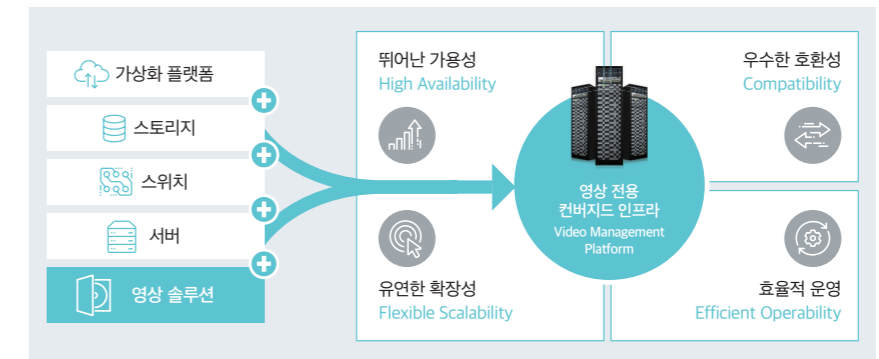 가상화 플랫폼
스토리지
스위치
서버
영상 솔루션
뛰어난 가용성
High Availability
우수한 호환성
Compatibility
영상 전용
컨버지드 인프라
Video Management
Platform
유연한 확장성
Flexible Scalability
효율적 운영
Efficient Operability